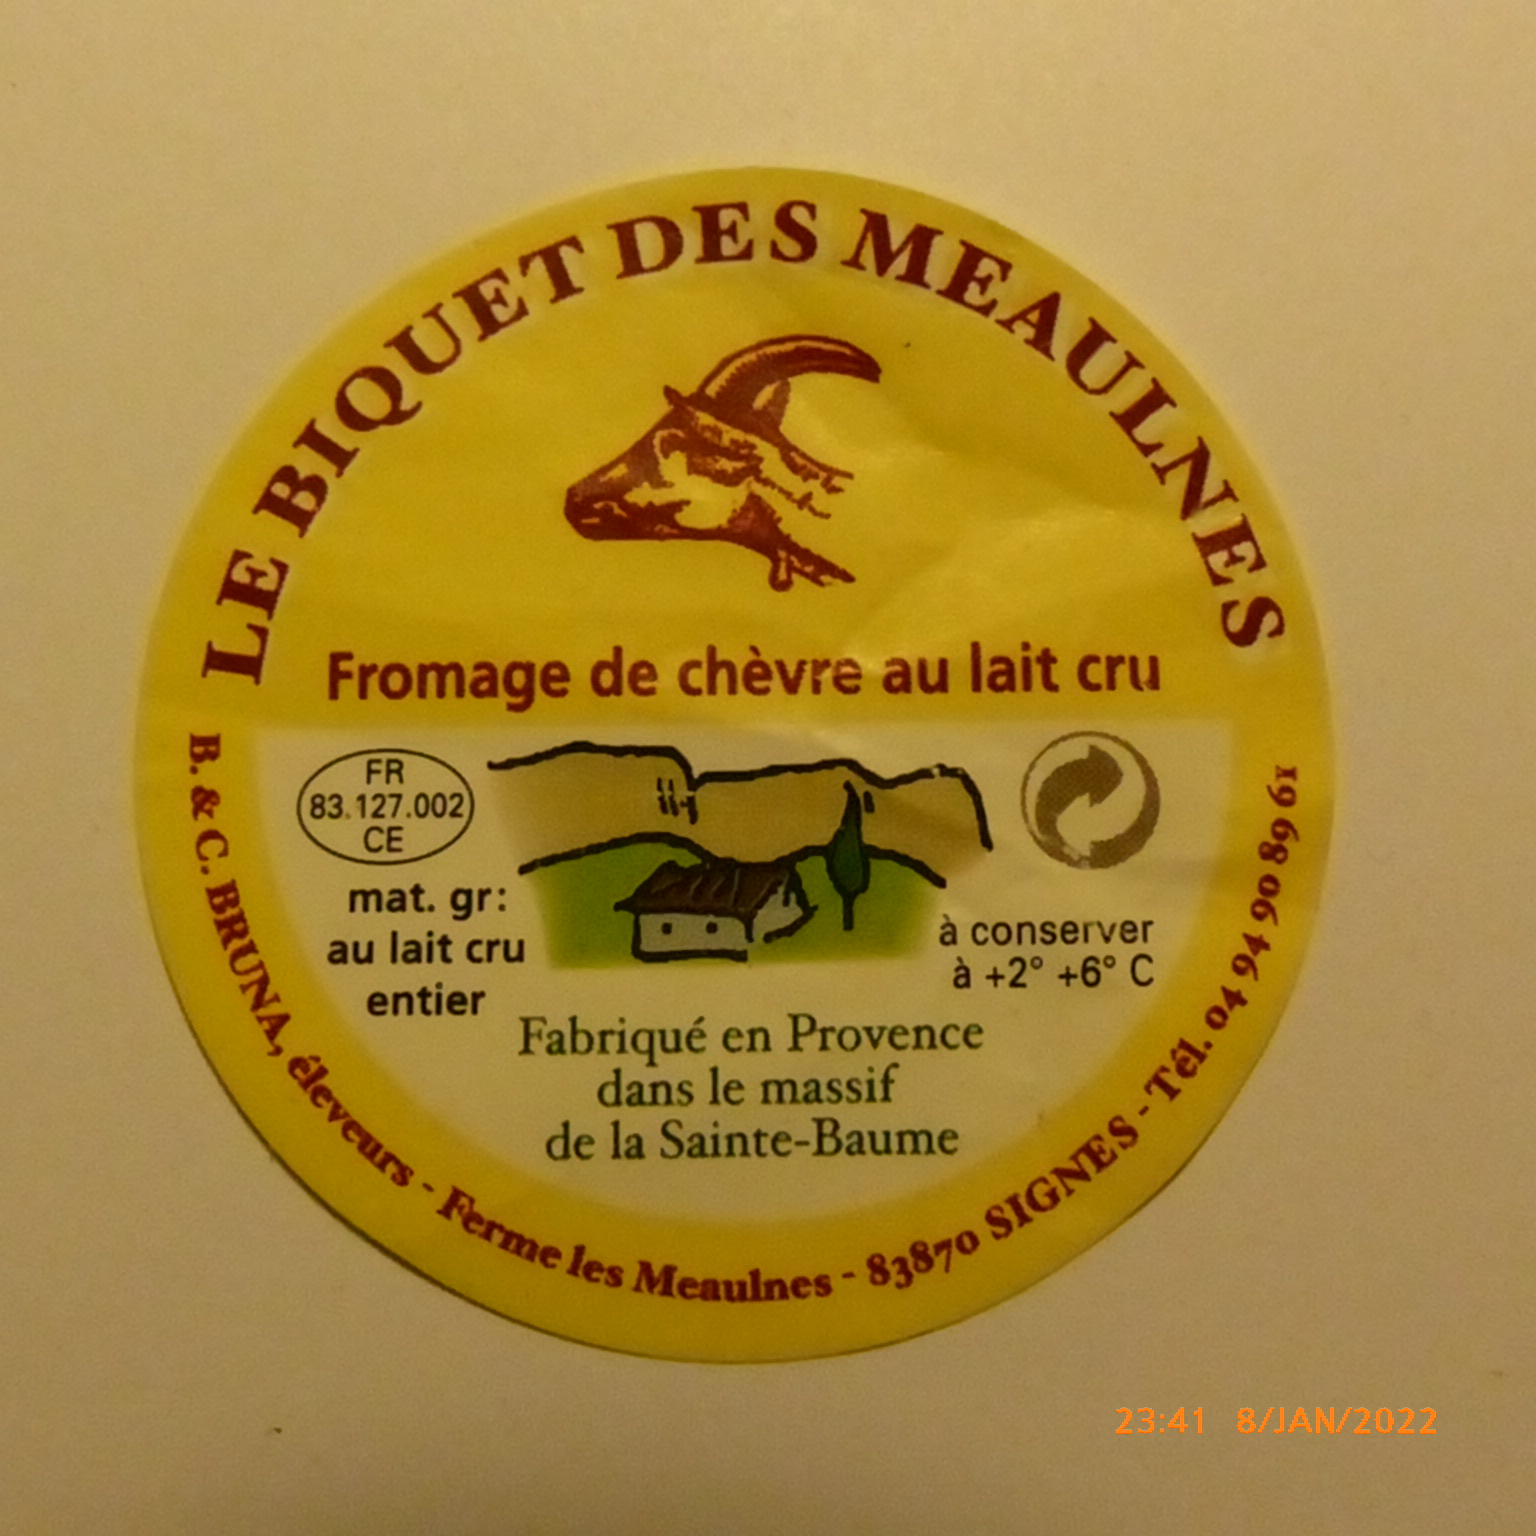 LE BIQUET DES MEAULNES
Fromage de chèvre au lait cru
FR
83.127.002
CE
mat. gr:
au lait cru
entier
à conserver
à +2° +6° C
Fabriqué en Provence
dans le massif
de la Sainte-Baume
B. & C. BRUNA, éleveurs - Ferme les Meaulnes - 83870 SIGNES - Tél. 04 94 90 89 61
23:41 8/JAN/2022